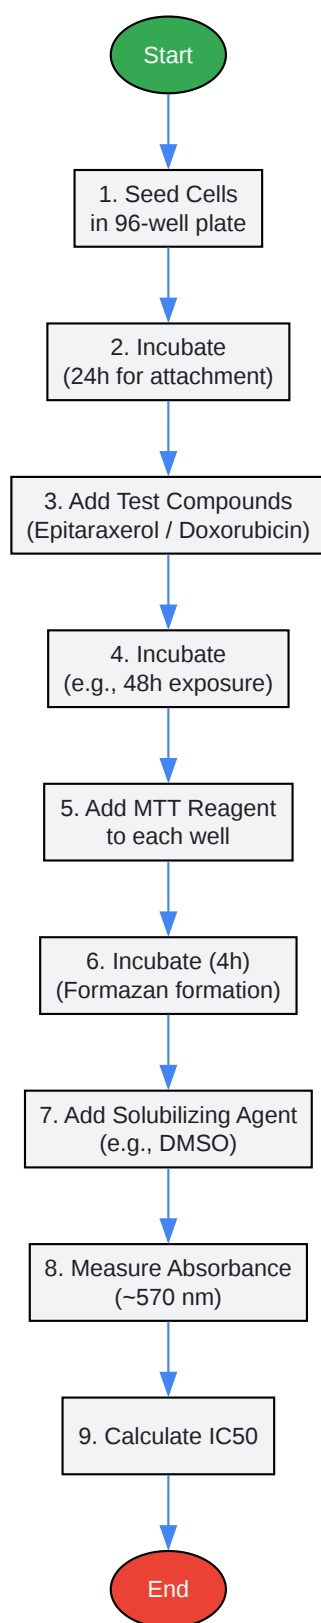 Start
1. Seed Cells
in 96-well plate
2. Incubate
(24h for attachment)
3. Add Test Compounds
(Epitaraxerol / Doxorubicin)
4. Incubate
(e.g., 48h exposure)
5. Add MTT Reagent
to each well
6. Incubate (4h)
(Formazan formation)
7. Add Solubilizing Agent
(e.g., DMSO)
8. Measure Absorbance
(~570 nm)
9. Calculate IC50
End